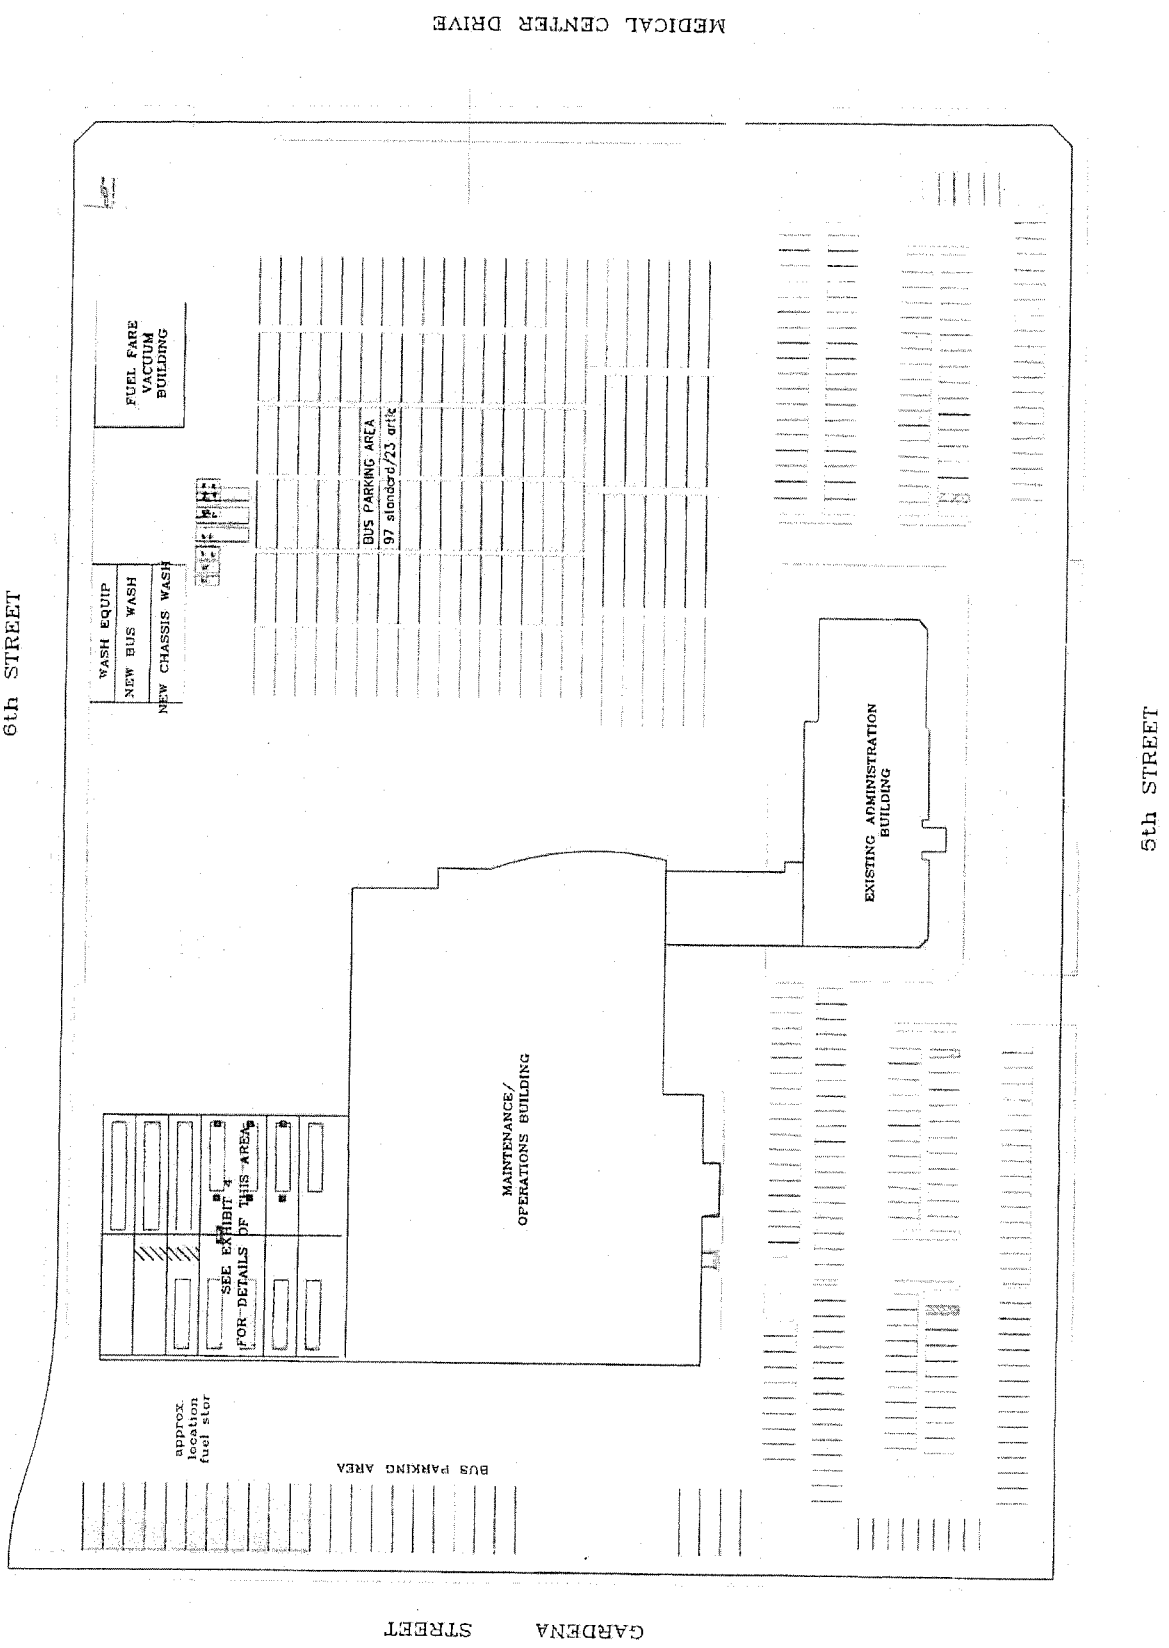 MEDICAL CENTER DRIVE
FUEL FARE
VACUUM
BUILDING
BUS PARKING AREA
97 standard/23 artic
WASH EQUIP
NEW BUS WASH
NEW CHASSIS WASH
6th STREET
5th STREET
EXISTING ADMINISTRATION
BUILDING
MAINTENANCE/
OPERATIONS BUILDING
SEE EXHIBIT 4
FOR DETAILS OF THIS AREA
approx.
location
fuel stor
BUS PARKING AREA
GARDENA STREET